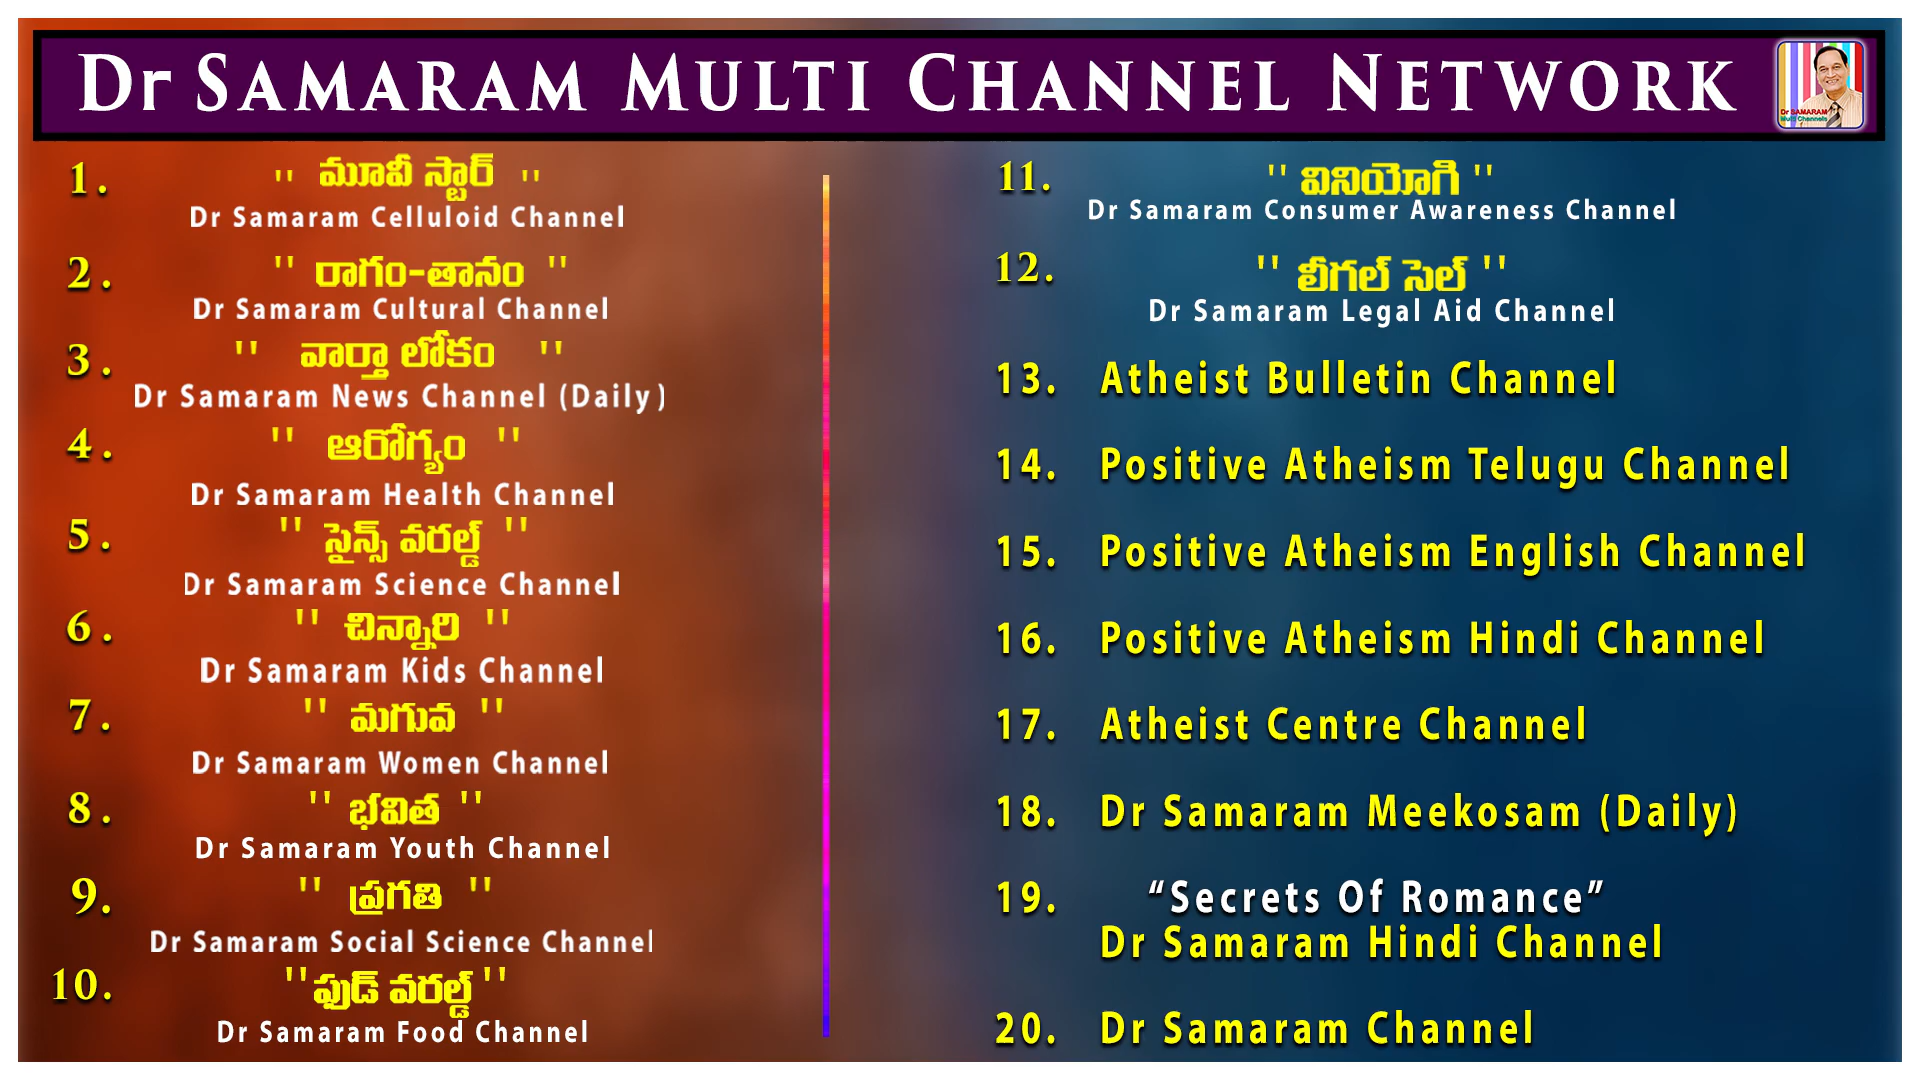 Dr SAMARAM MULTI CHANNEL NETWORK
Dr SAMARAM
Multi Channels
1. '' మూవీ స్టార్ ''
Dr Samaram Celluloid Channel
2. '' రాగం-తానం ''
Dr Samaram Cultural Channel
3. '' వార్తా లోకం ''
Dr Samaram News Channel (Daily)
4. '' ఆరోగ్యం ''
Dr Samaram Health Channel
5. '' సైన్స్ వరల్డ్ ''
Dr Samaram Science Channel
6. '' చిన్నారి ''
Dr Samaram Kids Channel
7. '' మగువ ''
Dr Samaram Women Channel
8. '' భవిత ''
Dr Samaram Youth Channel
9. '' ప్రగతి ''
Dr Samaram Social Science Channel
10. ''ఫుడ్ వరల్డ్''
Dr Samaram Food Channel
11. '' వినియోగి ''
Dr Samaram Consumer Awareness Channel
12. '' లీగల్ సెల్ ''
Dr Samaram Legal Aid Channel
13. Atheist Bulletin Channel
14. Positive Atheism Telugu Channel
15. Positive Atheism English Channel
16. Positive Atheism Hindi Channel
17. Atheist Centre Channel
18. Dr Samaram Meekosam (Daily)
19. “Secrets Of Romance”
Dr Samaram Hindi Channel
20. Dr Samaram Channel